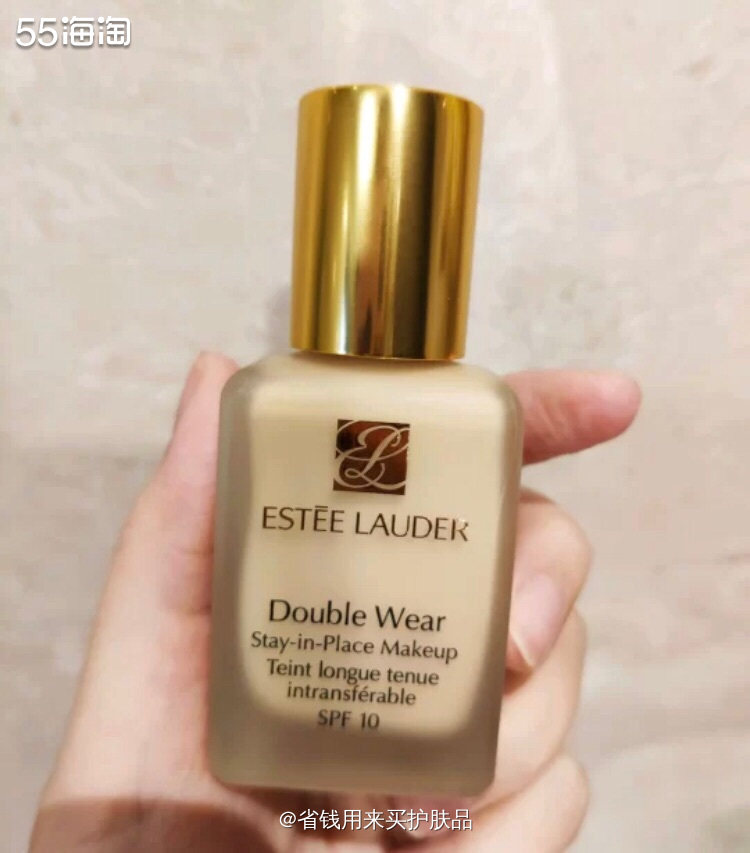 55海淘
ESTĒE LAUDER
Double Wear
Stay-in-Place Makeup
Teint longue tenue
intransférable
SPF 10
@省钱用来买护肤品